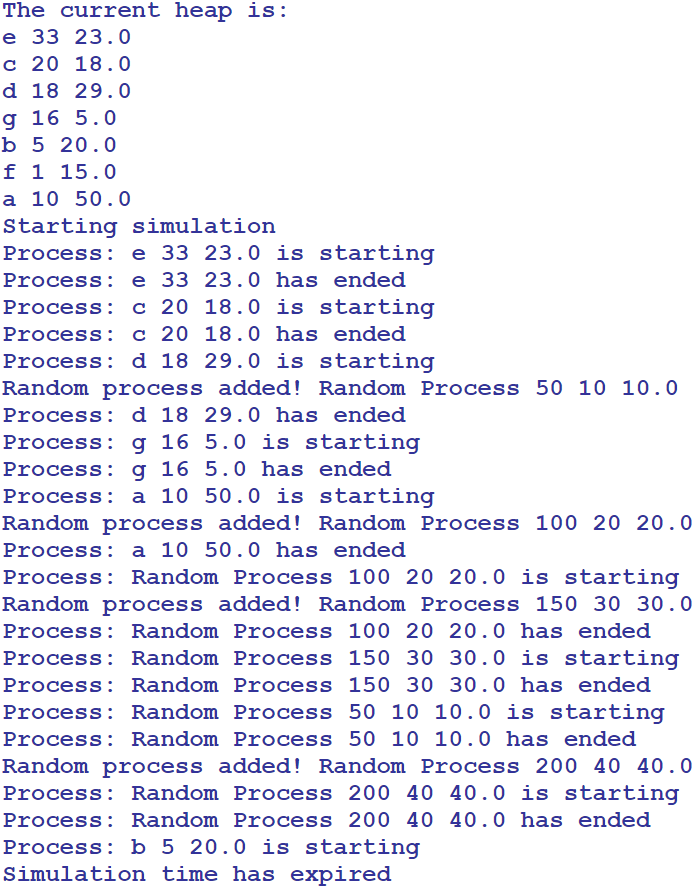 The current heap is:
e 33 23.0
c 20 18.0
d 18 29.0
g 16 5.0
b 5 20.0
f 1 15.0
a 10 50.0
Starting simulation
Process: e 33 23.0 is starting
Process: e 33 23.0 has ended
Process: c 20 18.0 is starting
Process: c 20 18.0 has ended
Process: d 18 29.0 is starting
Random process added! Random Process 50 10 10.0
Process: d 18 29.0 has ended
Process: g 16 5.0 is starting
Process: g 16 5.0 has ended
Process: a 10 50.0 is starting
Random process added! Random Process 100 20 20.0
Process: a 10 50.0 has ended
Process: Random Process 100 20 20.0 is starting
Random process added! Random Process 150 30 30.0
Process: Random Process 100 20 20.0 has ended
Process: Random Process 150 30 30.0 is starting
Process: Random Process 150 30 30.0 has ended
Process: Random Process 50 10 10.0 is starting
Process: Random Process 50 10 10.0 has ended
Random process added! Random Process 200 40 40.0
Process: Random Process 200 40 40.0 is starting
Process: Random Process 200 40 40.0 has ended
Process: b 5 20.0 is starting
Simulation time has expired